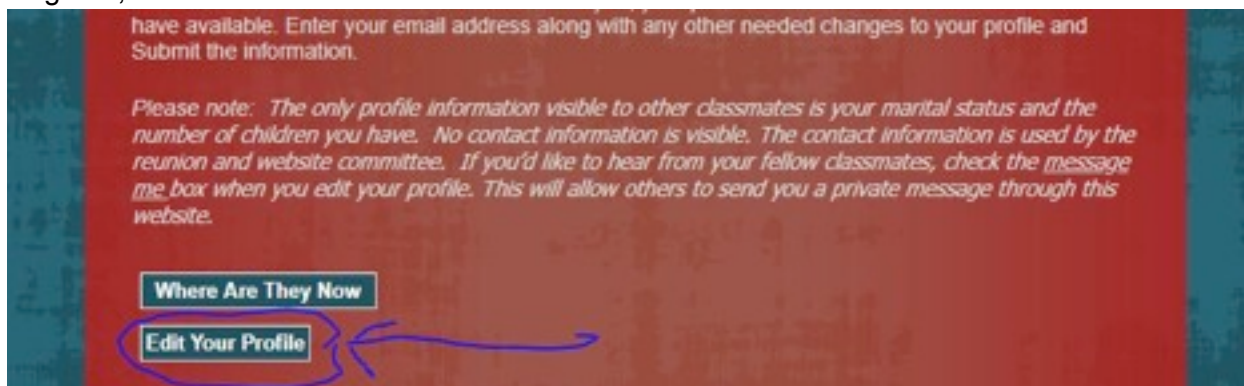 have available. Enter your email address along with any other needed changes to your profile and
Submit the information.
Please note:  The only profile information visible to other classmates is your marital status and the
number of children you have.  No contact information is visible. The contact information is used by the
reunion and website committee.  If you'd like to hear from your fellow classmates, check the message
me box when you edit your profile. This will allow others to send you a private message through this
website.
Where Are They Now
Edit Your Profile